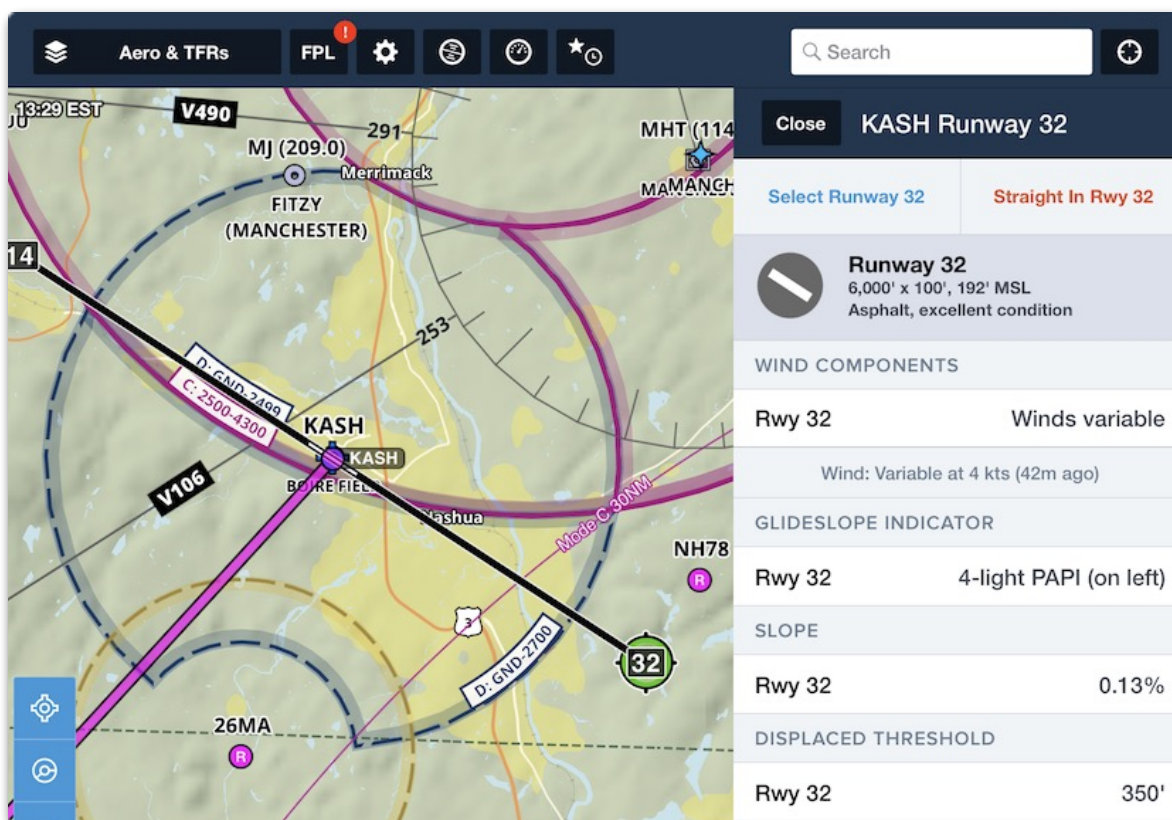 Aero & TFRs
FPL
!
Search
13:29 EST
V490
291
MJ (209.0)
Merrimack
FITZY
(MANCHESTER)
MHT (114
14
253
D: GND-2499
C: 2500-4300
KASH
KASH
BOIRE FIEL
V106
Nashua
Mode C 30NM
NH78
R
3
D: GND-2700
32
26MA
R
Close
KASH Runway 32
Select Runway 32
Straight In Rwy 32
Runway 32
6,000' x 100', 192' MSL
Asphalt, excellent condition
WIND COMPONENTS
Rwy 32 Winds variable
Wind: Variable at 4 kts (42m ago)
GLIDESLOPE INDICATOR
Rwy 32 4-light PAPI (on left)
SLOPE
Rwy 32 0.13%
DISPLACED THRESHOLD
Rwy 32 350'